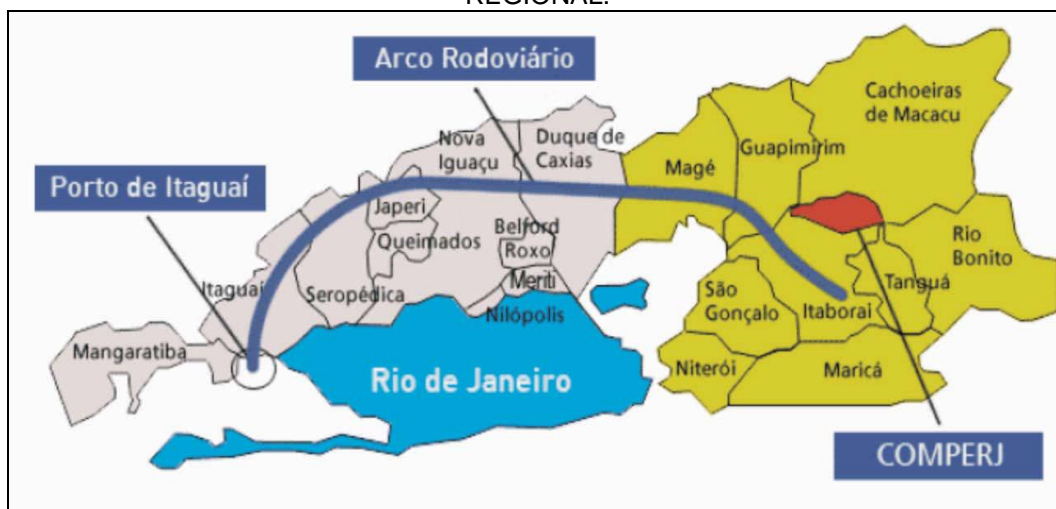 REGIONAL.
Arco Rodoviário
Cachoeiras
de Macacu
Nova
Iguaçu
Duque de
Caxias
Guapimirim
Magé
Porto de Itaguaí
Japeri
Queimados
Belford
Roxo
Rio
Bonito
Itaguaí
Seropédica
Meriti
São
Gonçalo
Tanguá
Nilópolis
Itaborai
Mangaratiba
Rio de Janeiro
Niterói
Maricá
COMPERJ